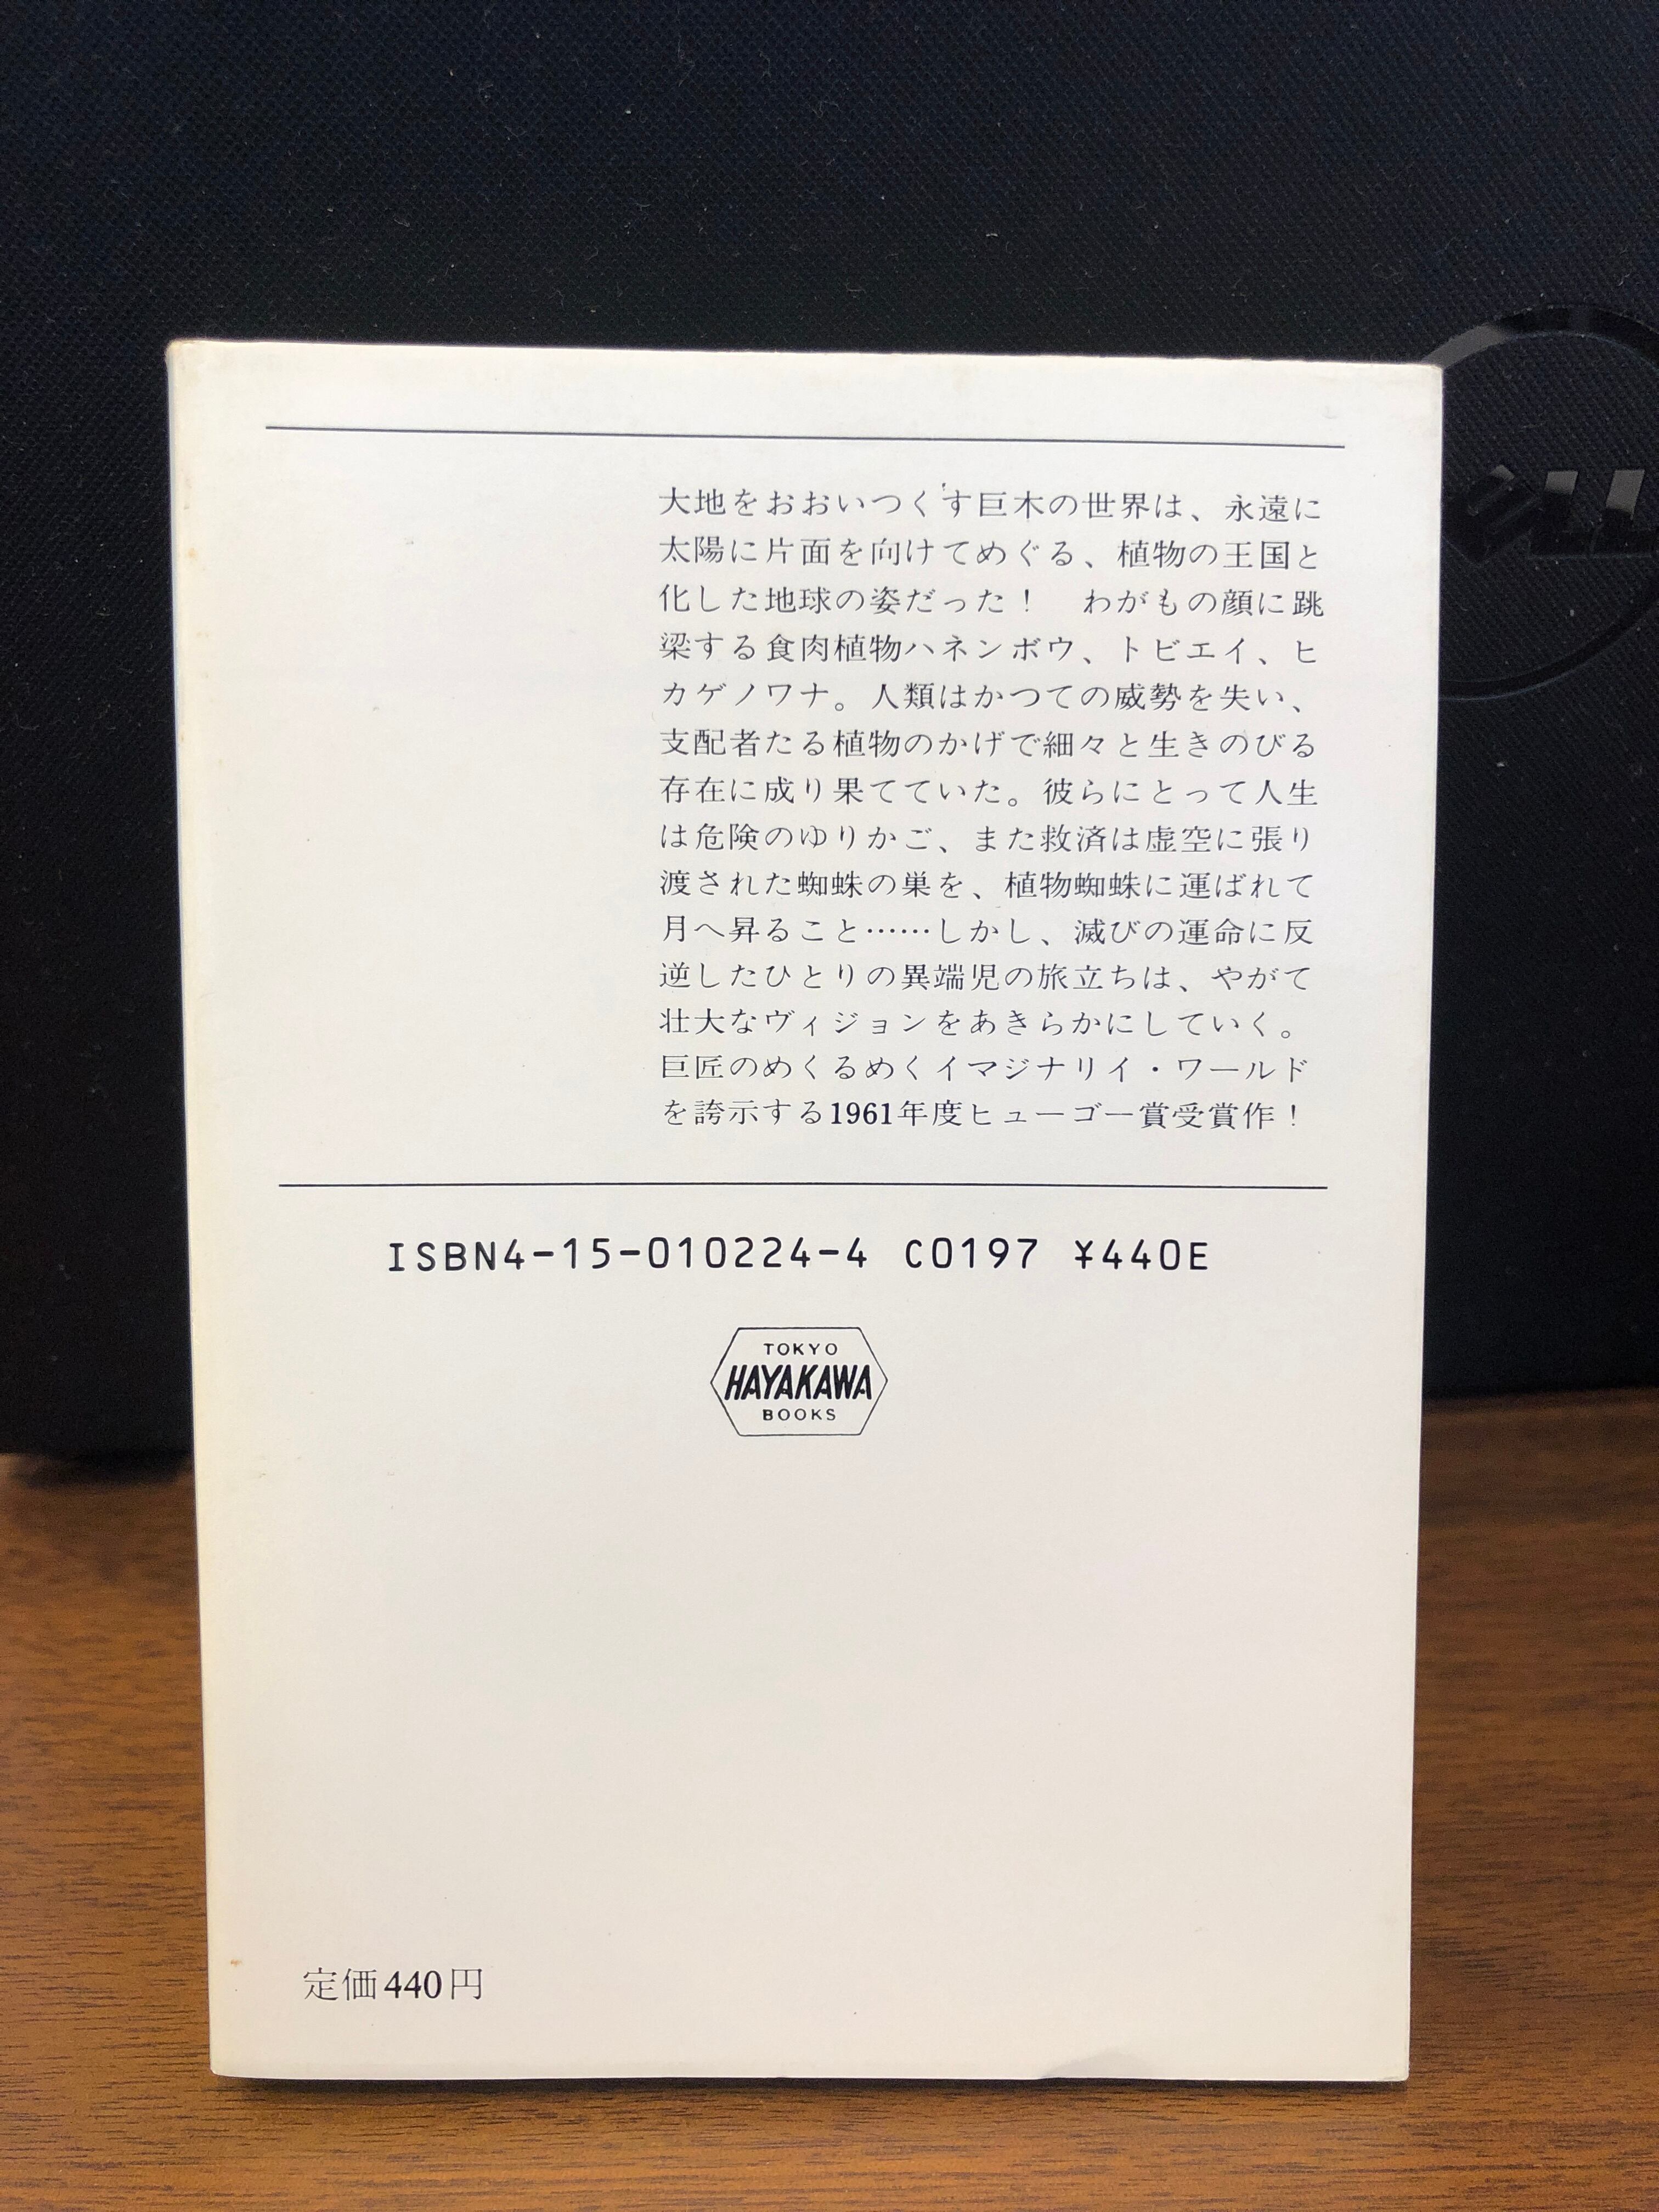 大地をおおいつくす巨木の世界は、永遠に
太陽に片面を向けてめぐる、植物の王国と
化した地球の姿だった！　わがもの顔に跳
梁する食肉植物ハネンボウ、トビエイ、ヒ
カゲノワナ。人類はかつての威勢を失い、
支配者たる植物のかげで細々と生きのびる
存在に成り果てていた。彼らにとって人生
は危険のゆりかご、また救済は虚空に張り
渡された蜘蛛の巣を、植物蜘蛛に運ばれて
月へ昇ること……しかし、滅びの運命に反
逆したひとりの異端児の旅立ちは、やがて
壮大なヴィジョンをあきらかにしていく。
巨匠のめくるめくイマジナリイ・ワールド
を誇示する1961年度ヒューゴー賞受賞作！
ISBN4-15-010224-4 C0197 ¥440E
TOKYO
HAYAKAWA
BOOKS
定価440円